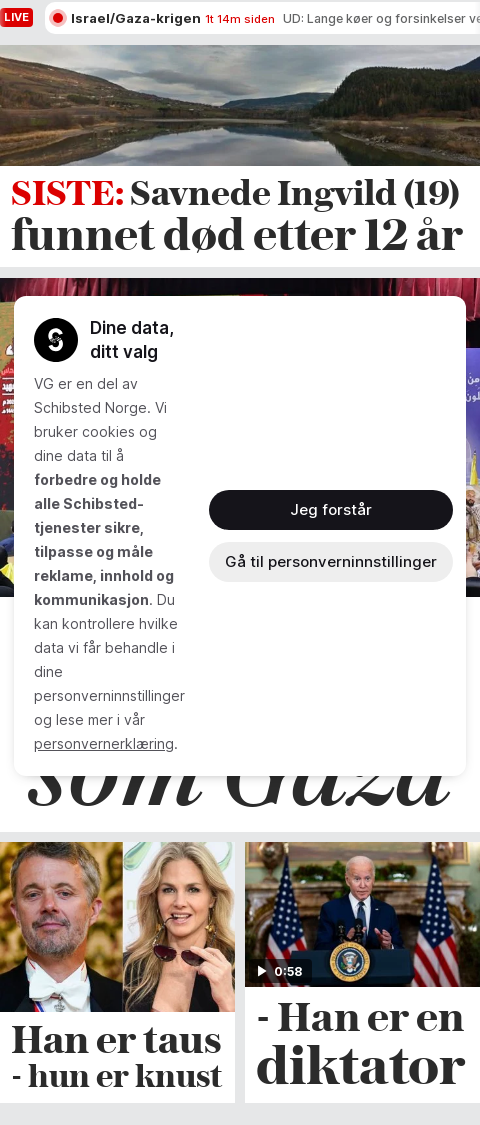 LIVE
Israel/Gaza-krigen 1t 14m siden UD: Lange køer og forsinkelser ve
SISTE: Savnede Ingvild (19)
funnet død etter 12 år
Dine data,
ditt valg
VG er en del av
Schibsted Norge. Vi
bruker cookies og
dine data til å
forbedre og holde
alle Schibsted-
tjenester sikre,
tilpasse og måle
reklame, innhold og
kommunikasjon. Du
kan kontrollere hvilke
data vi får behandle i
dine
personverninnstillinger
og lese mer i vår
personvernerklæring.
Jeg forstår
Gå til personverninnstillinger
som Gaza
0:58
Han er taus
- hun er knust
- Han er en
diktator